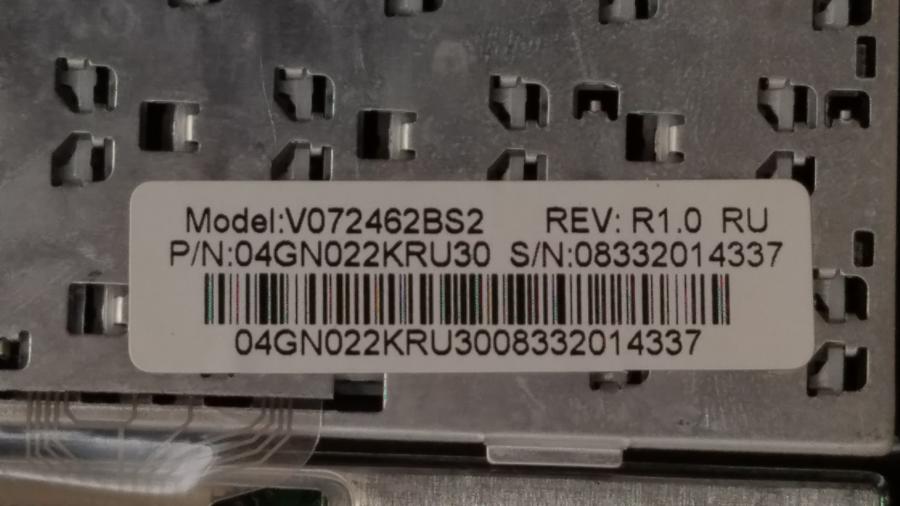 Model:V072462BS2 REV: R1.0 RU
P/N:04GN022KRU30 S/N:08332014337
04GN022KRU3008332014337